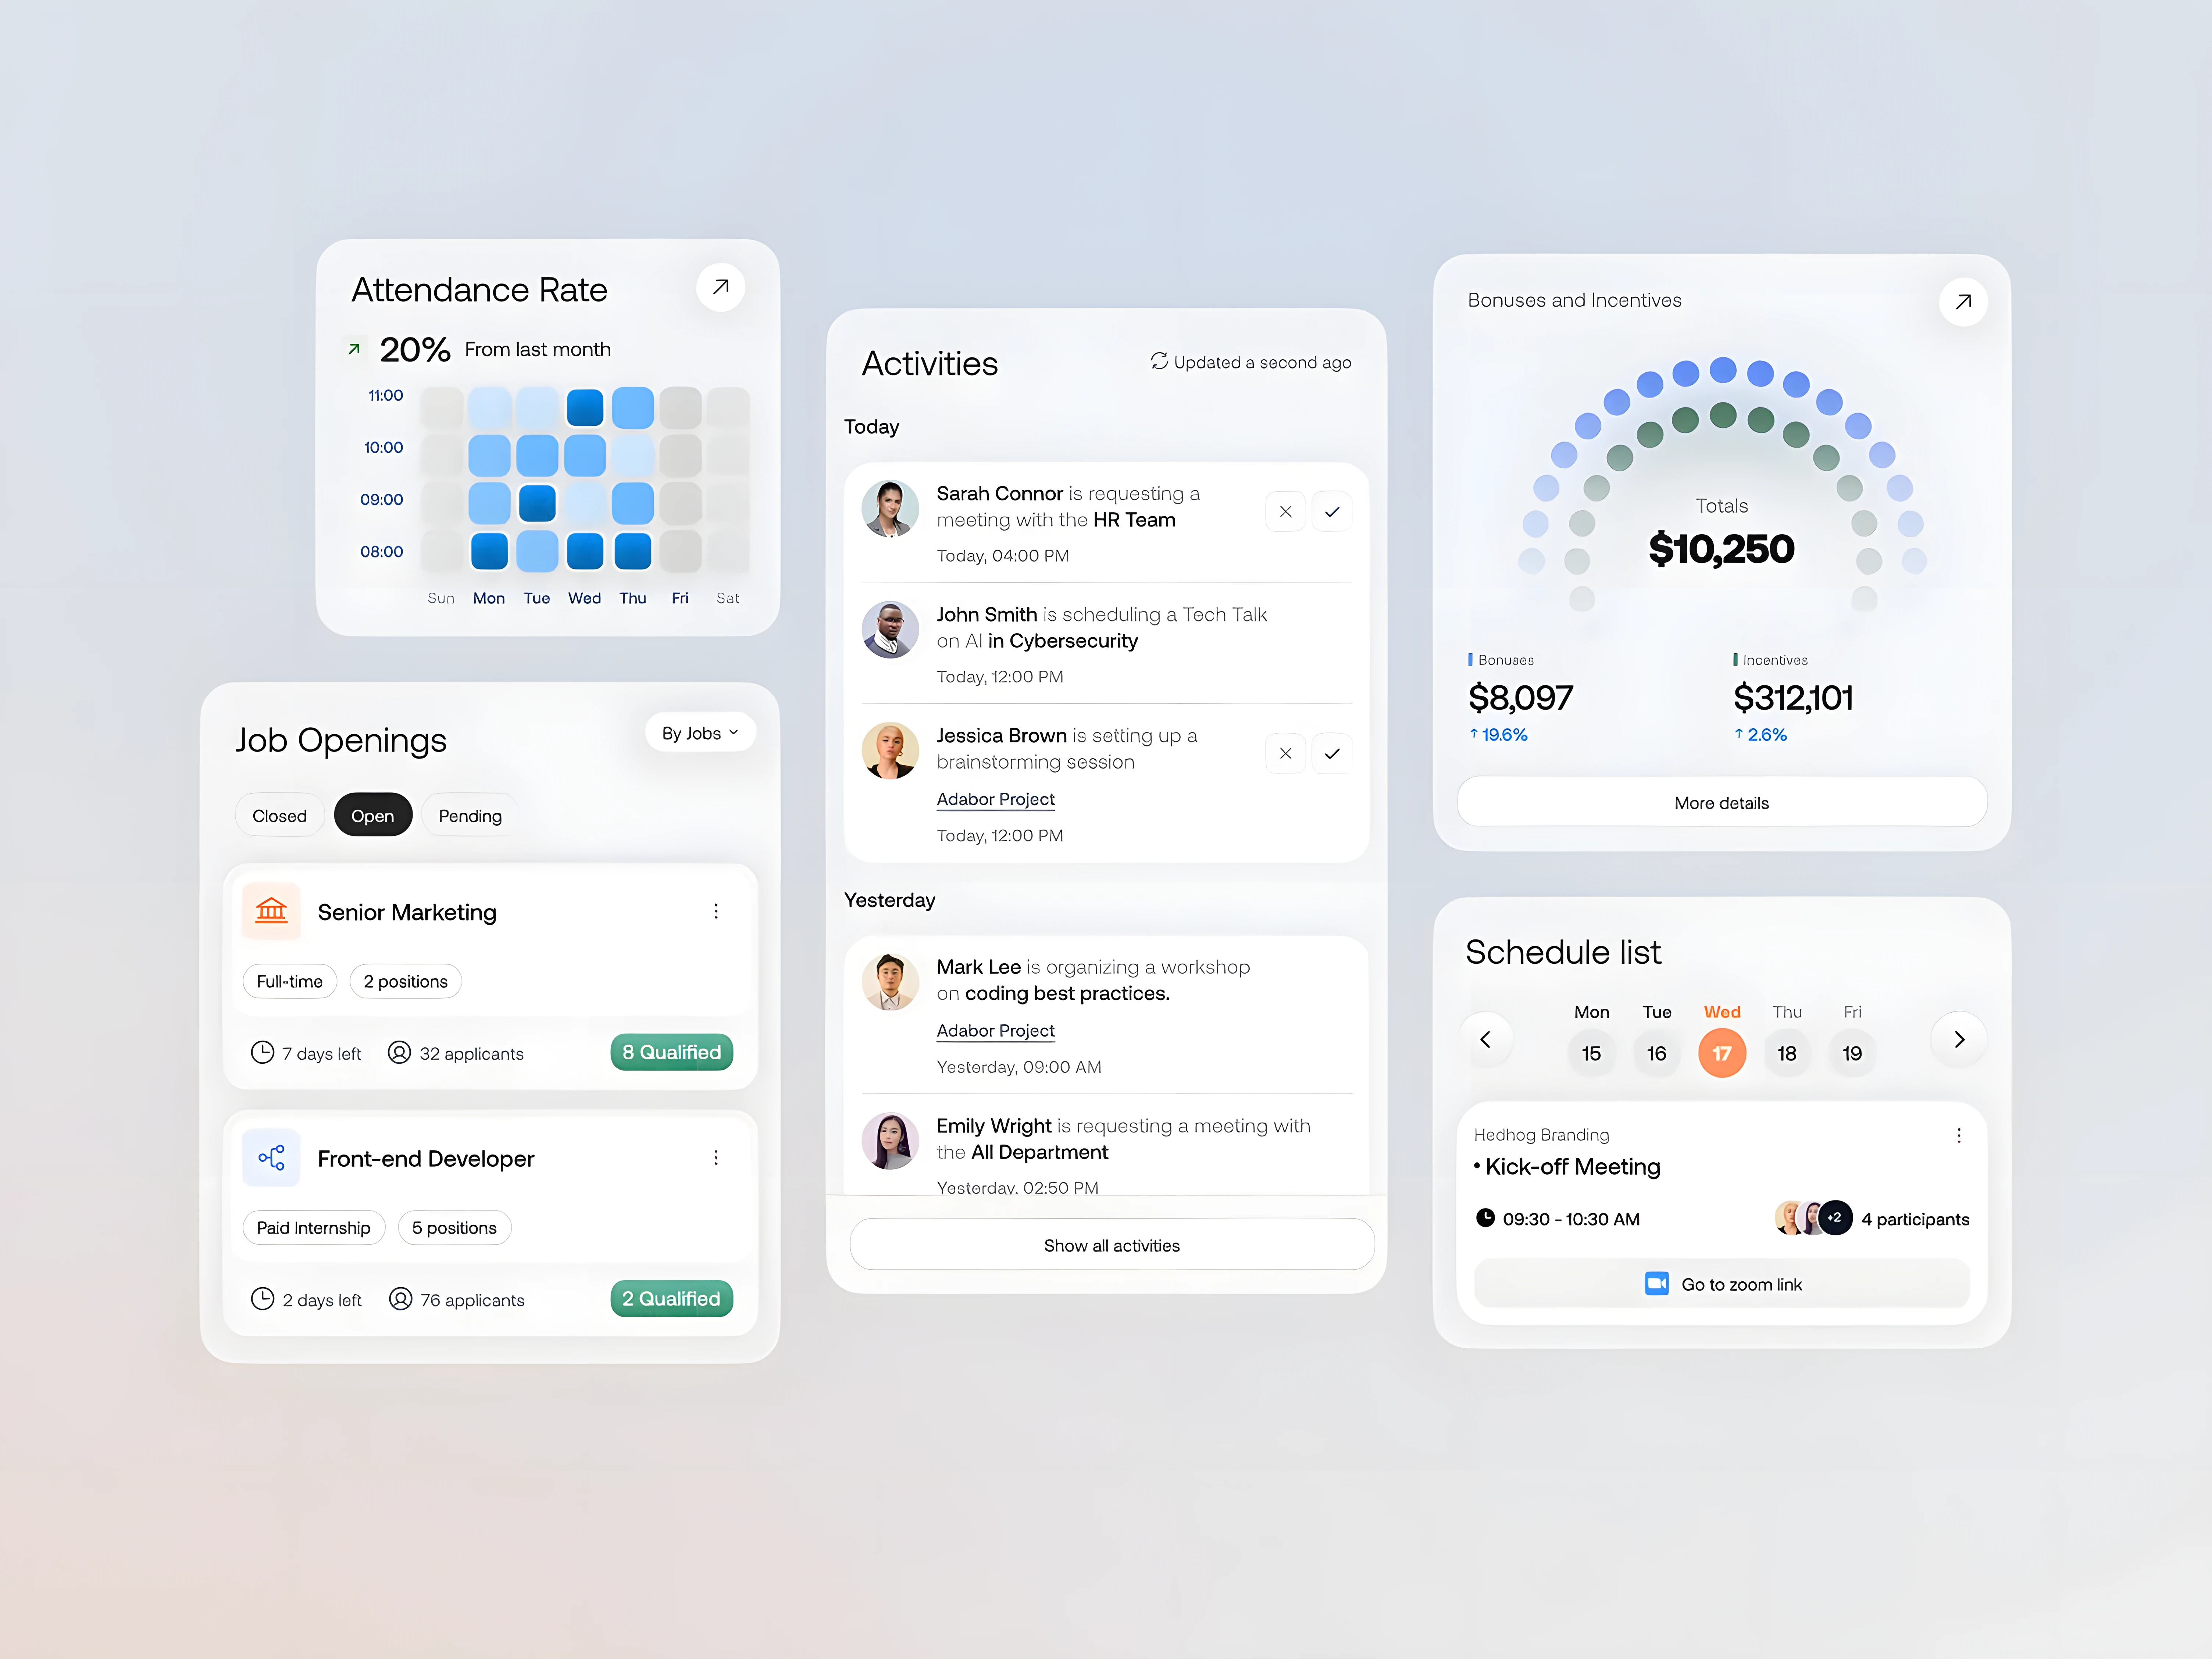 Attendance Rate
20% From last month
11:00
10:00
09:00
08:00
Sun Mon Tue Wed Thu Fri Sat
Job Openings
By Jobs
Closed Open Pending
Senior Marketing
Full-time 2 positions
7 days left 32 applicants 8 Qualified
Front-end Developer
Paid Internship 5 positions
2 days left 76 applicants 2 Qualified
Activities
Updated a second ago
Today
Sarah Connor is requesting a
meeting with the HR Team
Today, 04:00 PM
John Smith is scheduling a Tech Talk
on AI in Cybersecurity
Today, 12:00 PM
Jessica Brown is setting up a
brainstorming session
Adabor Project
Today, 12:00 PM
Yesterday
Mark Lee is organizing a workshop
on coding best practices.
Adabor Project
Yesterday, 09:00 AM
Emily Wright is requesting a meeting with
the All Department
Yesterday, 02:50 PM
Show all activities
Bonuses and Incentives
Totals
$10,250
Bonuses Incentives
$8,097 $312,101
↑ 19.6% ↑ 2.6%
More details
Schedule list
Mon Tue Wed Thu Fri
15 16 17 18 19
Hedhog Branding
• Kick-off Meeting
09:30 - 10:30 AM +2 4 participants
Go to zoom link